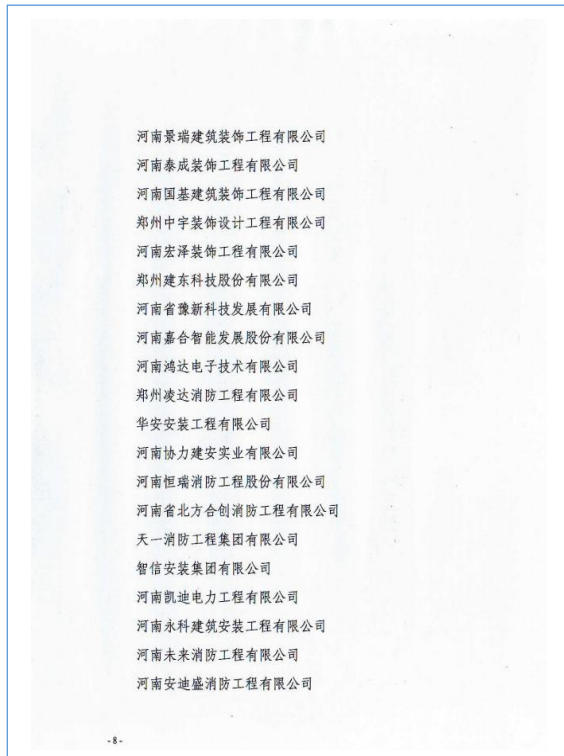 河南景瑞建筑装饰工程有限公司
河南泰成装饰工程有限公司
河南国基建筑装饰工程有限公司
郑州中宇装饰设计工程有限公司
河南宏泽装饰工程有限公司
郑州建东科技股份有限公司
河南省豫新科技发展有限公司
河南嘉合智能发展股份有限公司
河南鸿达电子技术有限公司
郑州凌达消防工程有限公司
华安安装工程有限公司
河南协力建安实业有限公司
河南恒瑞消防工程股份有限公司
河南省北方合创消防工程有限公司
天一消防工程集团有限公司
智信安装集团有限公司
河南凯迪电力工程有限公司
河南永科建筑安装工程有限公司
河南未来消防工程有限公司
河南安迪盛消防工程有限公司
-8-